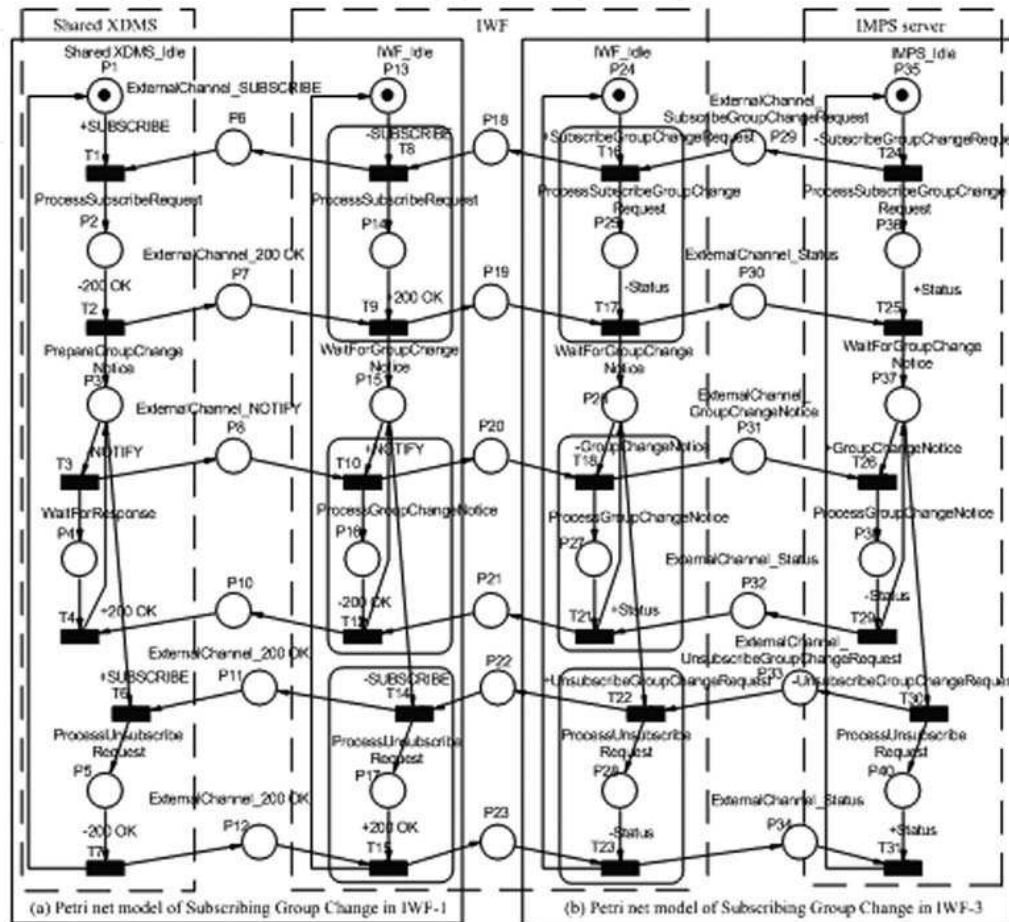 Shared XDMS IWF IMPS server
Shared XDMS_Idle IWF_Idle IWF_Idle IMPS_Idle
P1 P13 P24 P35
ExternalChannel_SUBSCRIBE ExternalChannel_
SubscribeGroupChangeRequest
+SUBSCRIBE P6 -SUBSCRIBE P18 +SubscribeGroupChangeRequest P29 -SubscribeGroupChangeRequest
T1 T8 T16 T24
ProcessSubscribeRequest ProcessSubscribeRequest ProcessSubscribeGroupChange ProcessSubscribeGroupChange
Request Request
P2 P14 P25 P36
ExternalChannel_200 OK ExternalChannel_Status
-200 OK P7 +200 OK P19 -Status P30 +Status
T2 T9 T17 T25
PrepareGroupChange WaitForGroupChange WaitForGroupChange WaitForGroupChange
Notice Notice Notice Notice
P3 P15 P26 P37
ExternalChannel_NOTIFY ExternalChannel_
GroupChangeNotice
NOTIFY P8 +NOTIFY P20 -GroupChangeNotice P31 +GroupChangeNotice
T3 T10 T18 T26
WaitForResponse ProcessGroupChangeNotice ProcessGroupChangeNotice ProcessGroupChangeNotice
P4 P16 P27 P3
ExternalChannel_Status
+200 OK P10 -200 OK P21 +Status P32 -Status
T4 T12 T21 T29
ExternalChannel_200 OK ExternalChannel_
UnsubscribeGroupChangeRequest
+SUBSCRIBE P11 -SUBSCRIBE P22 +UnsubscribeGroupChangeRequest P33 -UnsubscribeGroupChangeRequest
T6 T14 T22 T30
ProcessUnsubscribe ProcessUnsubscribe ProcessUnsubscribe ProcessUnsubscribe
Request Request Request Request
P5 P17 P28 P40
ExternalChannel_200 OK ExternalChannel_Status
-200 OK P12 +200 OK P23 -Status P34 +Status
T7 T15 T23 T31
(a) Petri net model of Subscribing Group Change in IWF-1 (b) Petri net model of Subscribing Group Change in IWF-3